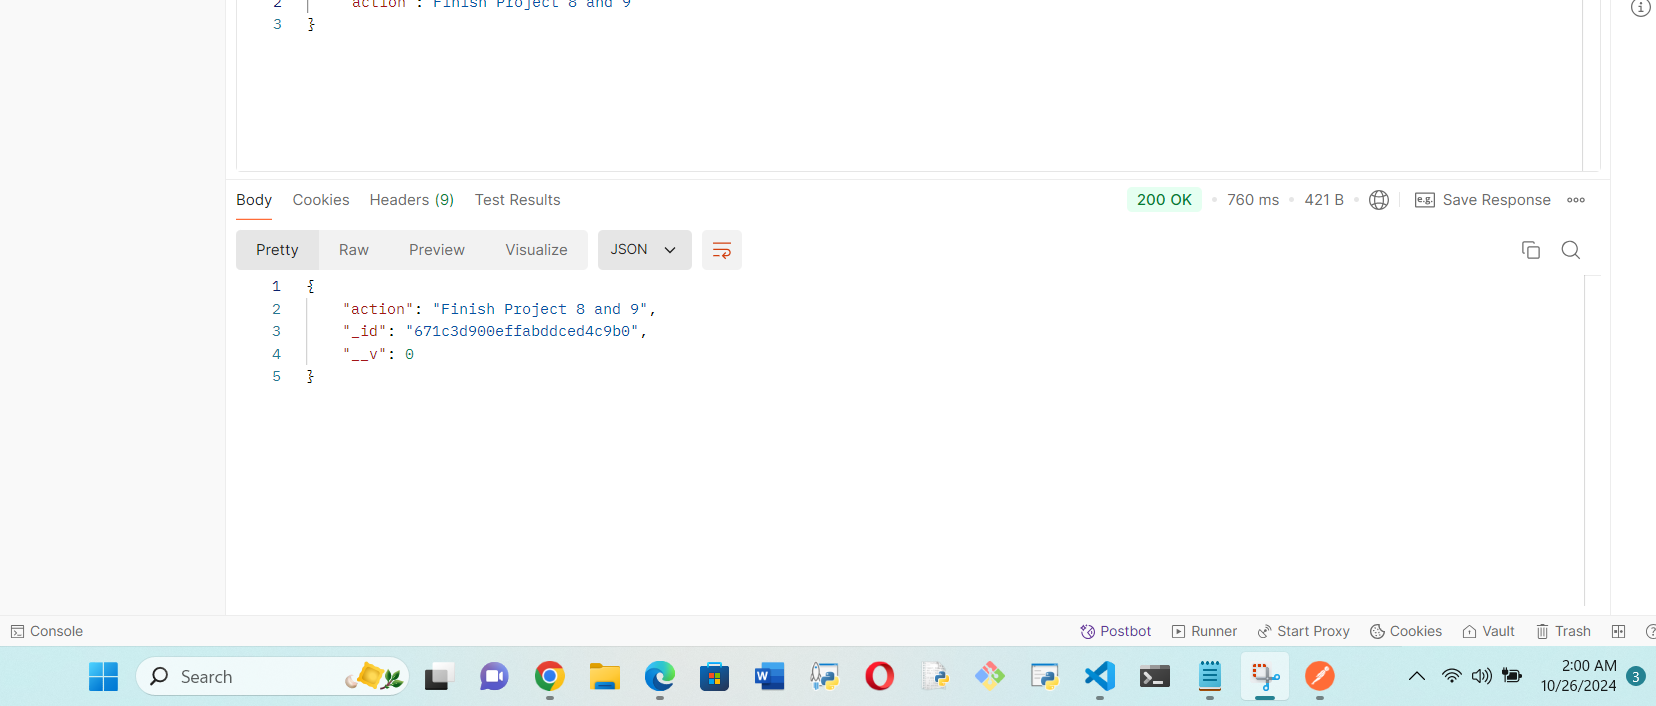 2 "action": "Finish Project 8 and 9"
3 }
Body Cookies Headers (9) Test Results 200 OK 760 ms 421 B e.g. Save Response
Pretty Raw Preview Visualize JSON
1 {
2 "action": "Finish Project 8 and 9",
3 "_id": "671c3d900effabddced4c9b0",
4 "__v": 0
5 }
Console Postbot Runner Start Proxy Cookies Vault Trash
Search
2:00 AM
10/26/2024 3